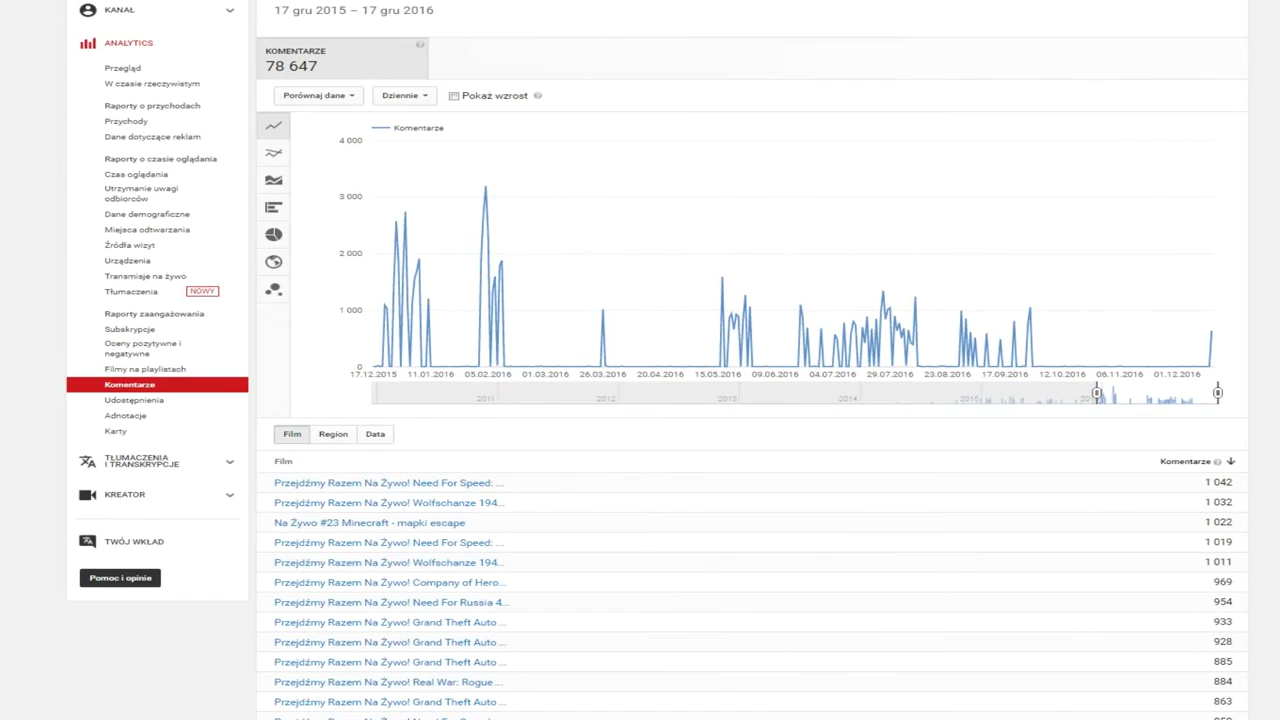 KANAŁ
17 gru 2015 – 17 gru 2016
ANALYTICS
Przegląd
W czasie rzeczywistym
Raporty o przychodach
Przychody
Dane dotyczące reklam
Raporty o czasie oglądania
Czas oglądania
Utrzymanie uwagi
odbiorców
Dane demograficzne
Miejsca odtwarzania
Źródła wizyt
Urządzenia
Transmisje na żywo
Tłumaczenia NOWY
Raporty zaangażowania
Subskrypcje
Oceny pozytywne i
negatywne
Filmy na playlistach
Komentarze
Udostępnienia
Adnotacje
Karty
TŁUMACZENIA
I TRANSKRYPCJE
KREATOR
TWÓJ WKŁAD
Pomoc i opinie
KOMENTARZE
78 647
Porównaj dane Dziennie Pokaż wzrost
Komentarze
4 000
3 000
2 000
1 000
0
17.12.2015 11.01.2016 05.02.2016 01.03.2016 26.03.2016 20.04.2016 15.05.2016 09.06.2016 04.07.2016 29.07.2016 23.08.2016 17.09.2016 12.10.2016 06.11.2016 01.12.2016
2011 2012 2013 2014 2015
Film Region Data
Film Komentarze
Przejdźmy Razem Na Żywo! Need For Speed: ... 1 042
Przejdźmy Razem Na Żywo! Wolfschanze 194... 1 032
Na Żywo #23 Minecraft - mapki escape 1 022
Przejdźmy Razem Na Żywo! Need For Speed: ... 1 019
Przejdźmy Razem Na Żywo! Wolfschanze 194... 1 011
Przejdźmy Razem Na Żywo! Company of Hero... 969
Przejdźmy Razem Na Żywo! Need For Russia 4... 954
Przejdźmy Razem Na Żywo! Grand Theft Auto ... 933
Przejdźmy Razem Na Żywo! Grand Theft Auto ... 928
Przejdźmy Razem Na Żywo! Grand Theft Auto ... 885
Przejdźmy Razem Na Żywo! Real War: Rogue ... 884
Przejdźmy Razem Na Żywo! Grand Theft Auto ... 863